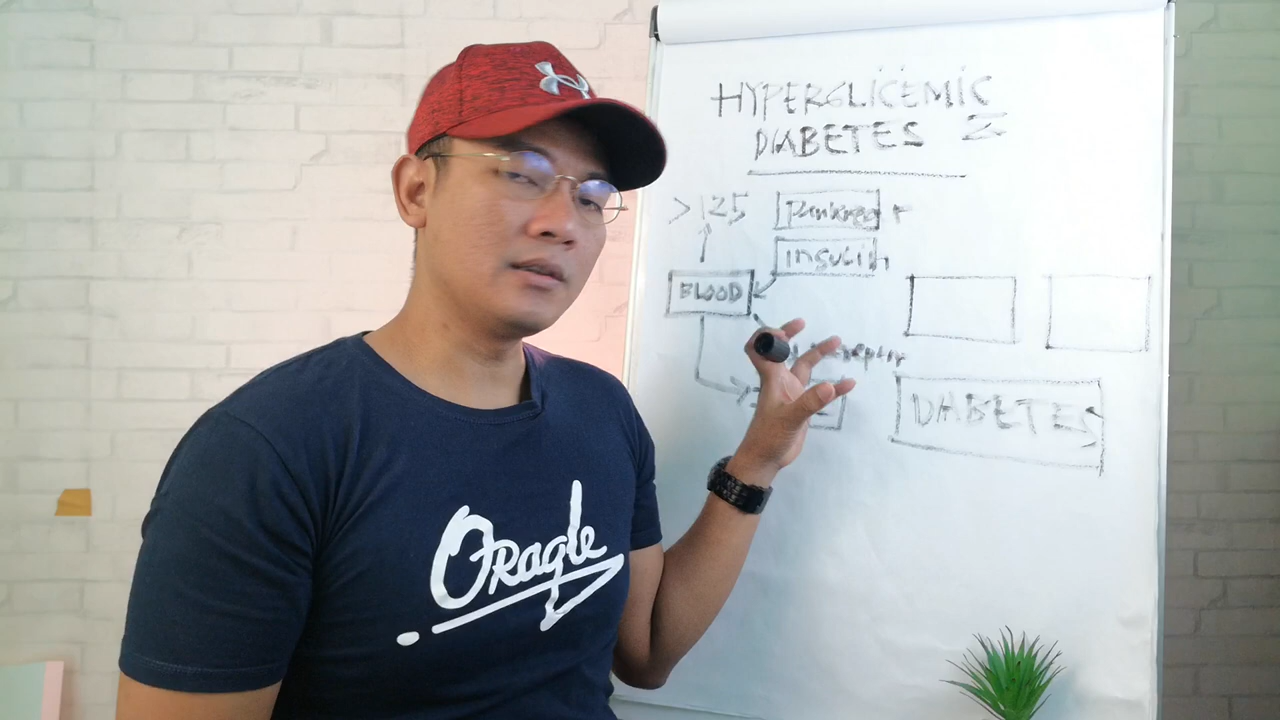 HYPERGLICEMIC
DIABETES 2
>125
Pankreas
insulin
BLOOD
DIABETES
Oragle